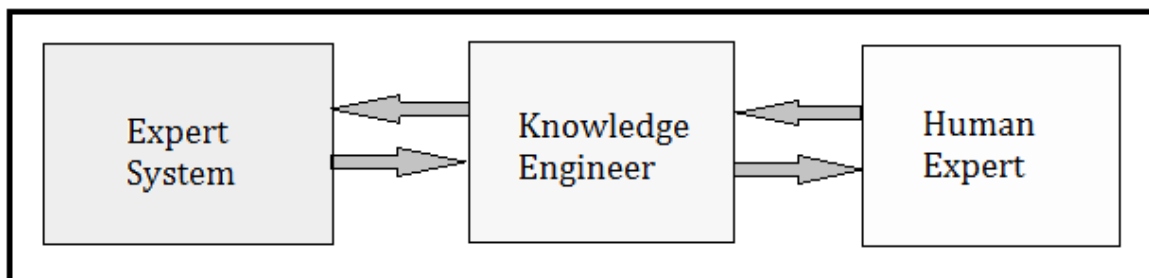 Expert
System
Knowledge
Engineer
Human
Expert